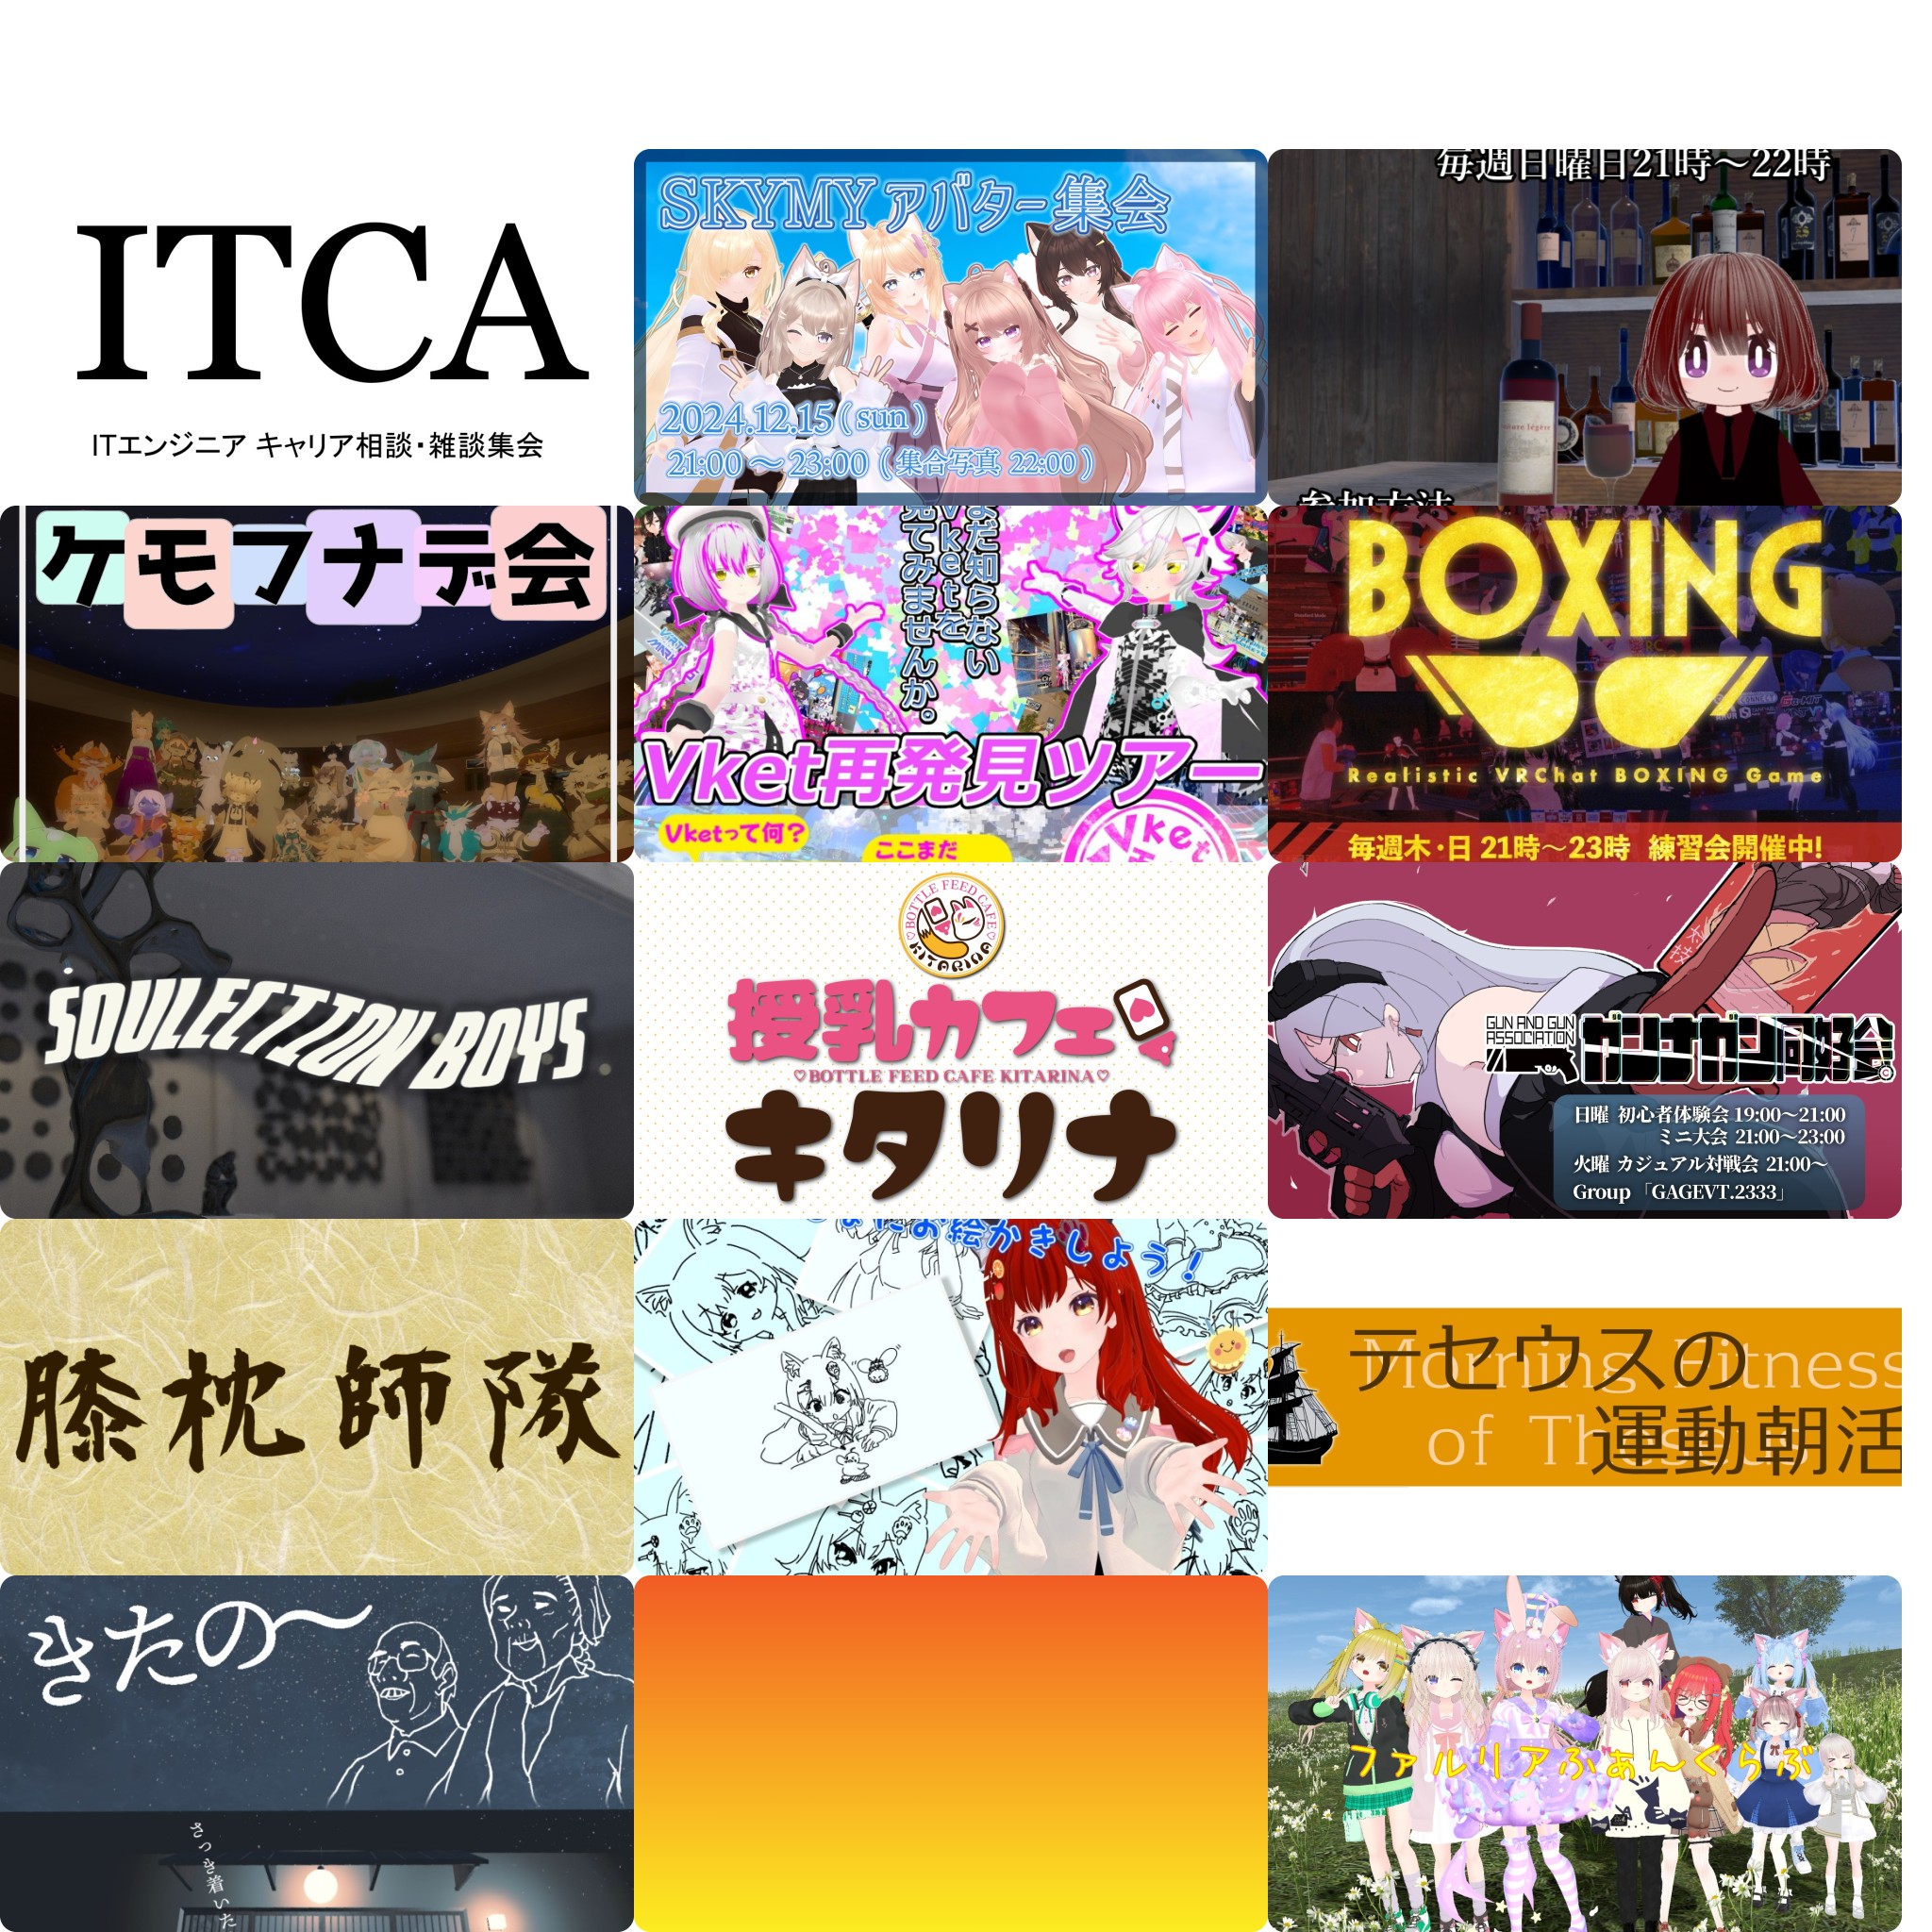 ITCA
ITエンジニア キャリア相談・雑談集会
SKYMY アバター集会
2024.12.15 ( sun )
21:00 ～ 23:00 ( 集合写真 22:00 )
毎週日曜日21時～22時
参加方法
ケモフナデ会
まだ知らない
Vketを
見てみませんか。
Vket再発見ツアー
Vketって何?
ここまだ
Vket
BOXING
Realistic VRChat BOXING Game
毎週木・日 21時～23時 練習会開催中!
SOULECTION BOYS
BOTTLE FEED CAFE
KITARINA
授乳カフェ
♡BOTTLE FEED CAFE KITARINA♡
キタリナ
GUN AND GUN
ASSOCIATION
ガンナガン同好会
日曜 初心者体験会 19:00～21:00
ミニ大会 21:00～23:00
火曜 カジュアル対戦会 21:00～
Group 「GAGEVT.2333」
膝枕師隊
お絵かきしよう!
テセウスの
Morning Fitness
運動朝活
of
きたの～
さっき着いた
ファルリアふぁんくらぶ